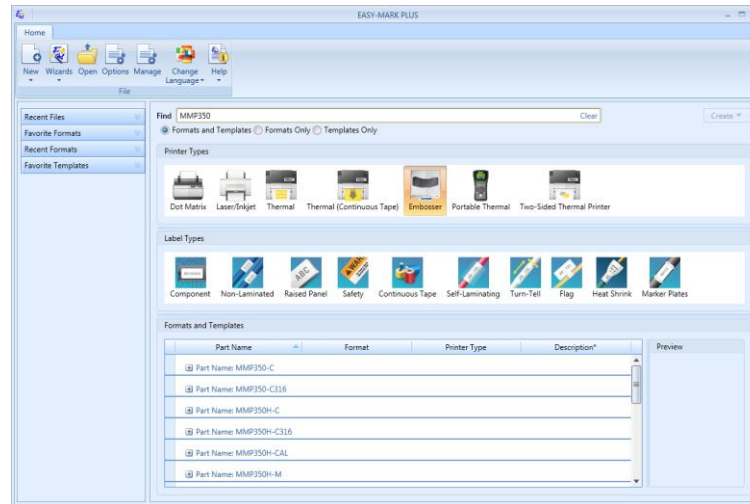 EASY-MARK PLUS
Home
New Wizards Open Options Manage Change Language Help
File
Recent Files
Favorite Formats
Recent Formats
Favorite Templates
Find MMP350 Clear Create
Formats and Templates Formats Only Templates Only
Printer Types
Dot Matrix Laser/Inkjet Thermal Thermal (Continuous Tape) Embosser Portable Thermal Two-Sided Thermal Printer
Label Types
ABC
Component Non-Laminated Raised Panel Safety Continuous Tape Self-Laminating Turn-Tell Flag Heat Shrink Marker Plates
Formats and Templates
Part Name Format Printer Type Description* Preview
Part Name: MMP350-C
Part Name: MMP350-C316
Part Name: MMP350H-C
Part Name: MMP350H-C316
Part Name: MMP350H-CAL
Part Name: MMP350H-M